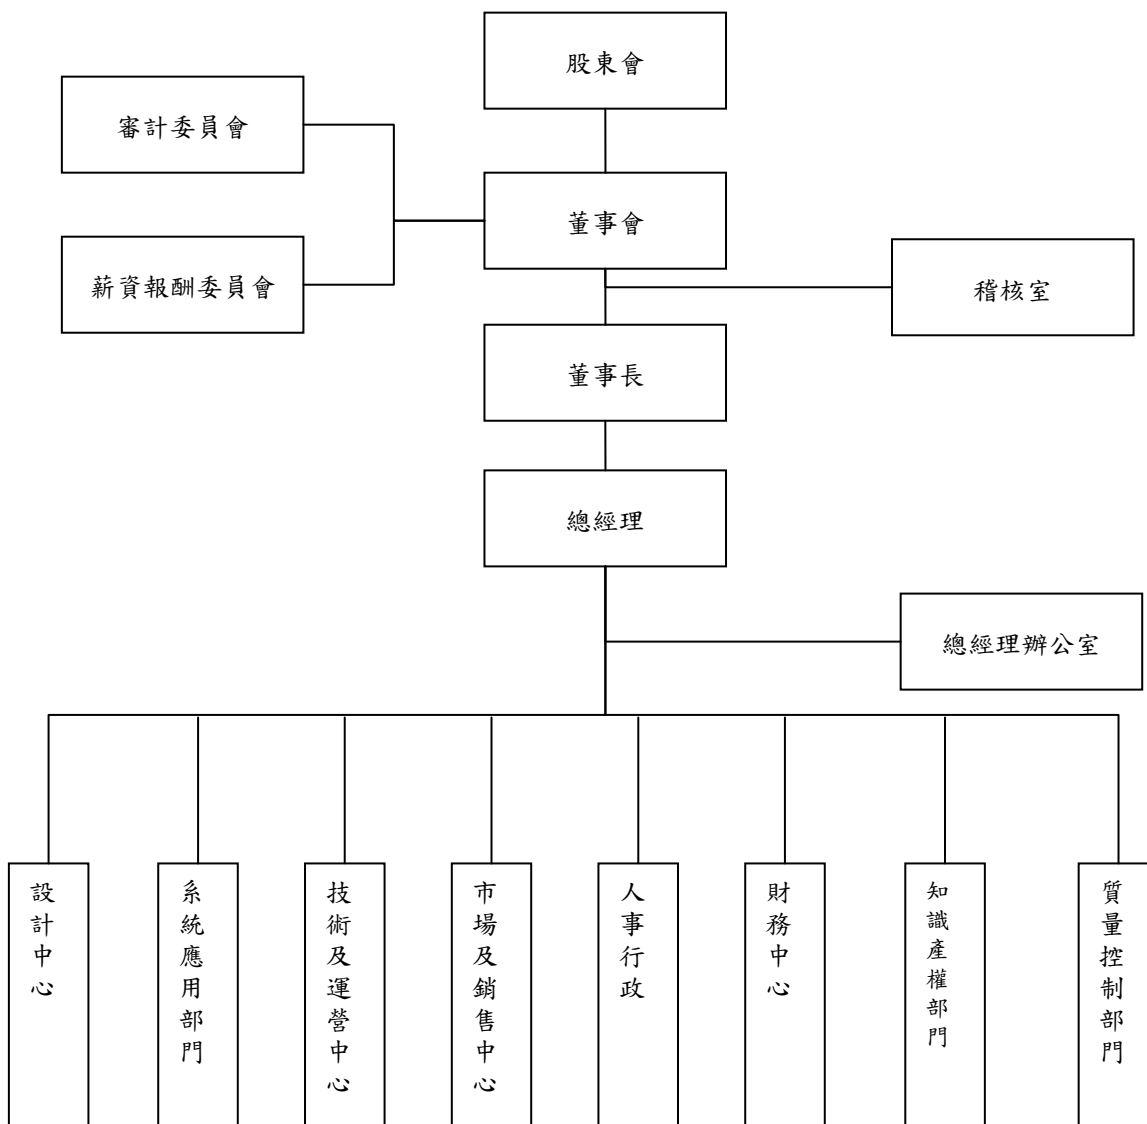 股東會
審計委員會
董事會
薪資報酬委員會
稽核室
董事長
總經理
總經理辦公室
設計中心
系統應用部門
技術及運營中心
市場及銷售中心
人事行政
財務中心
知識產權部門
質量控制部門